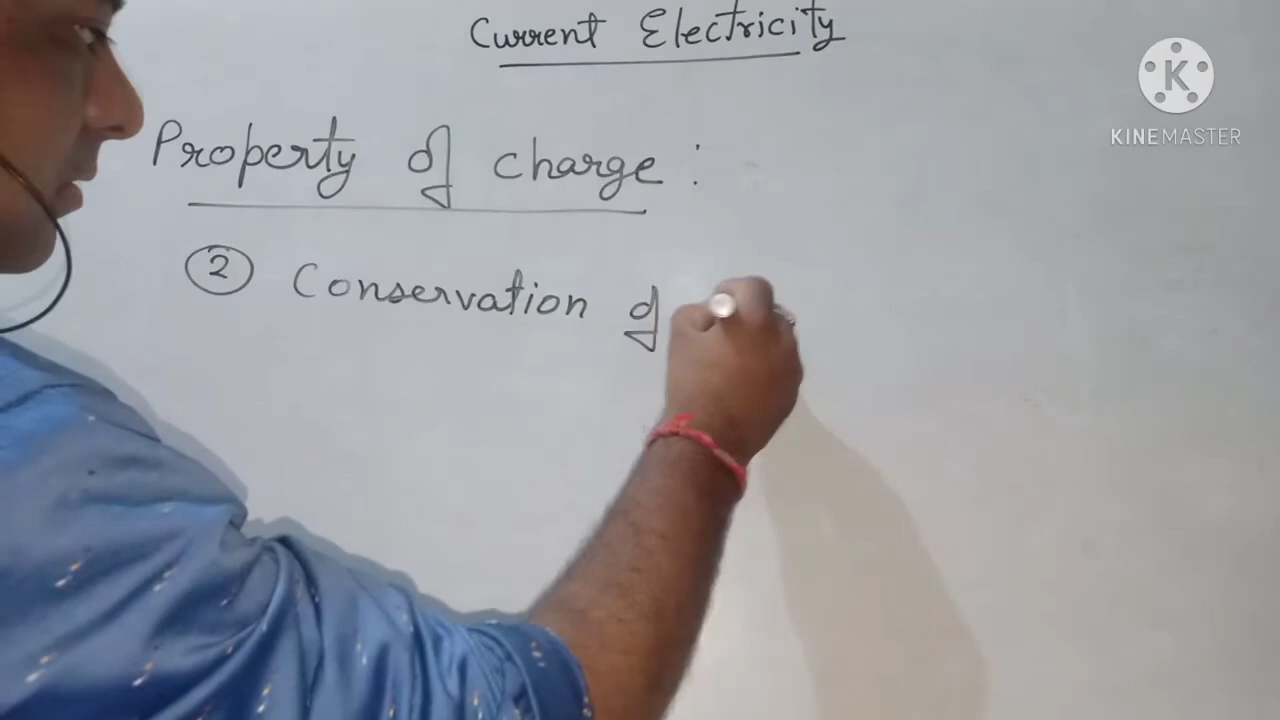 Current Electricity
K
KINEMASTER
Property of charge :
2 Conservation of